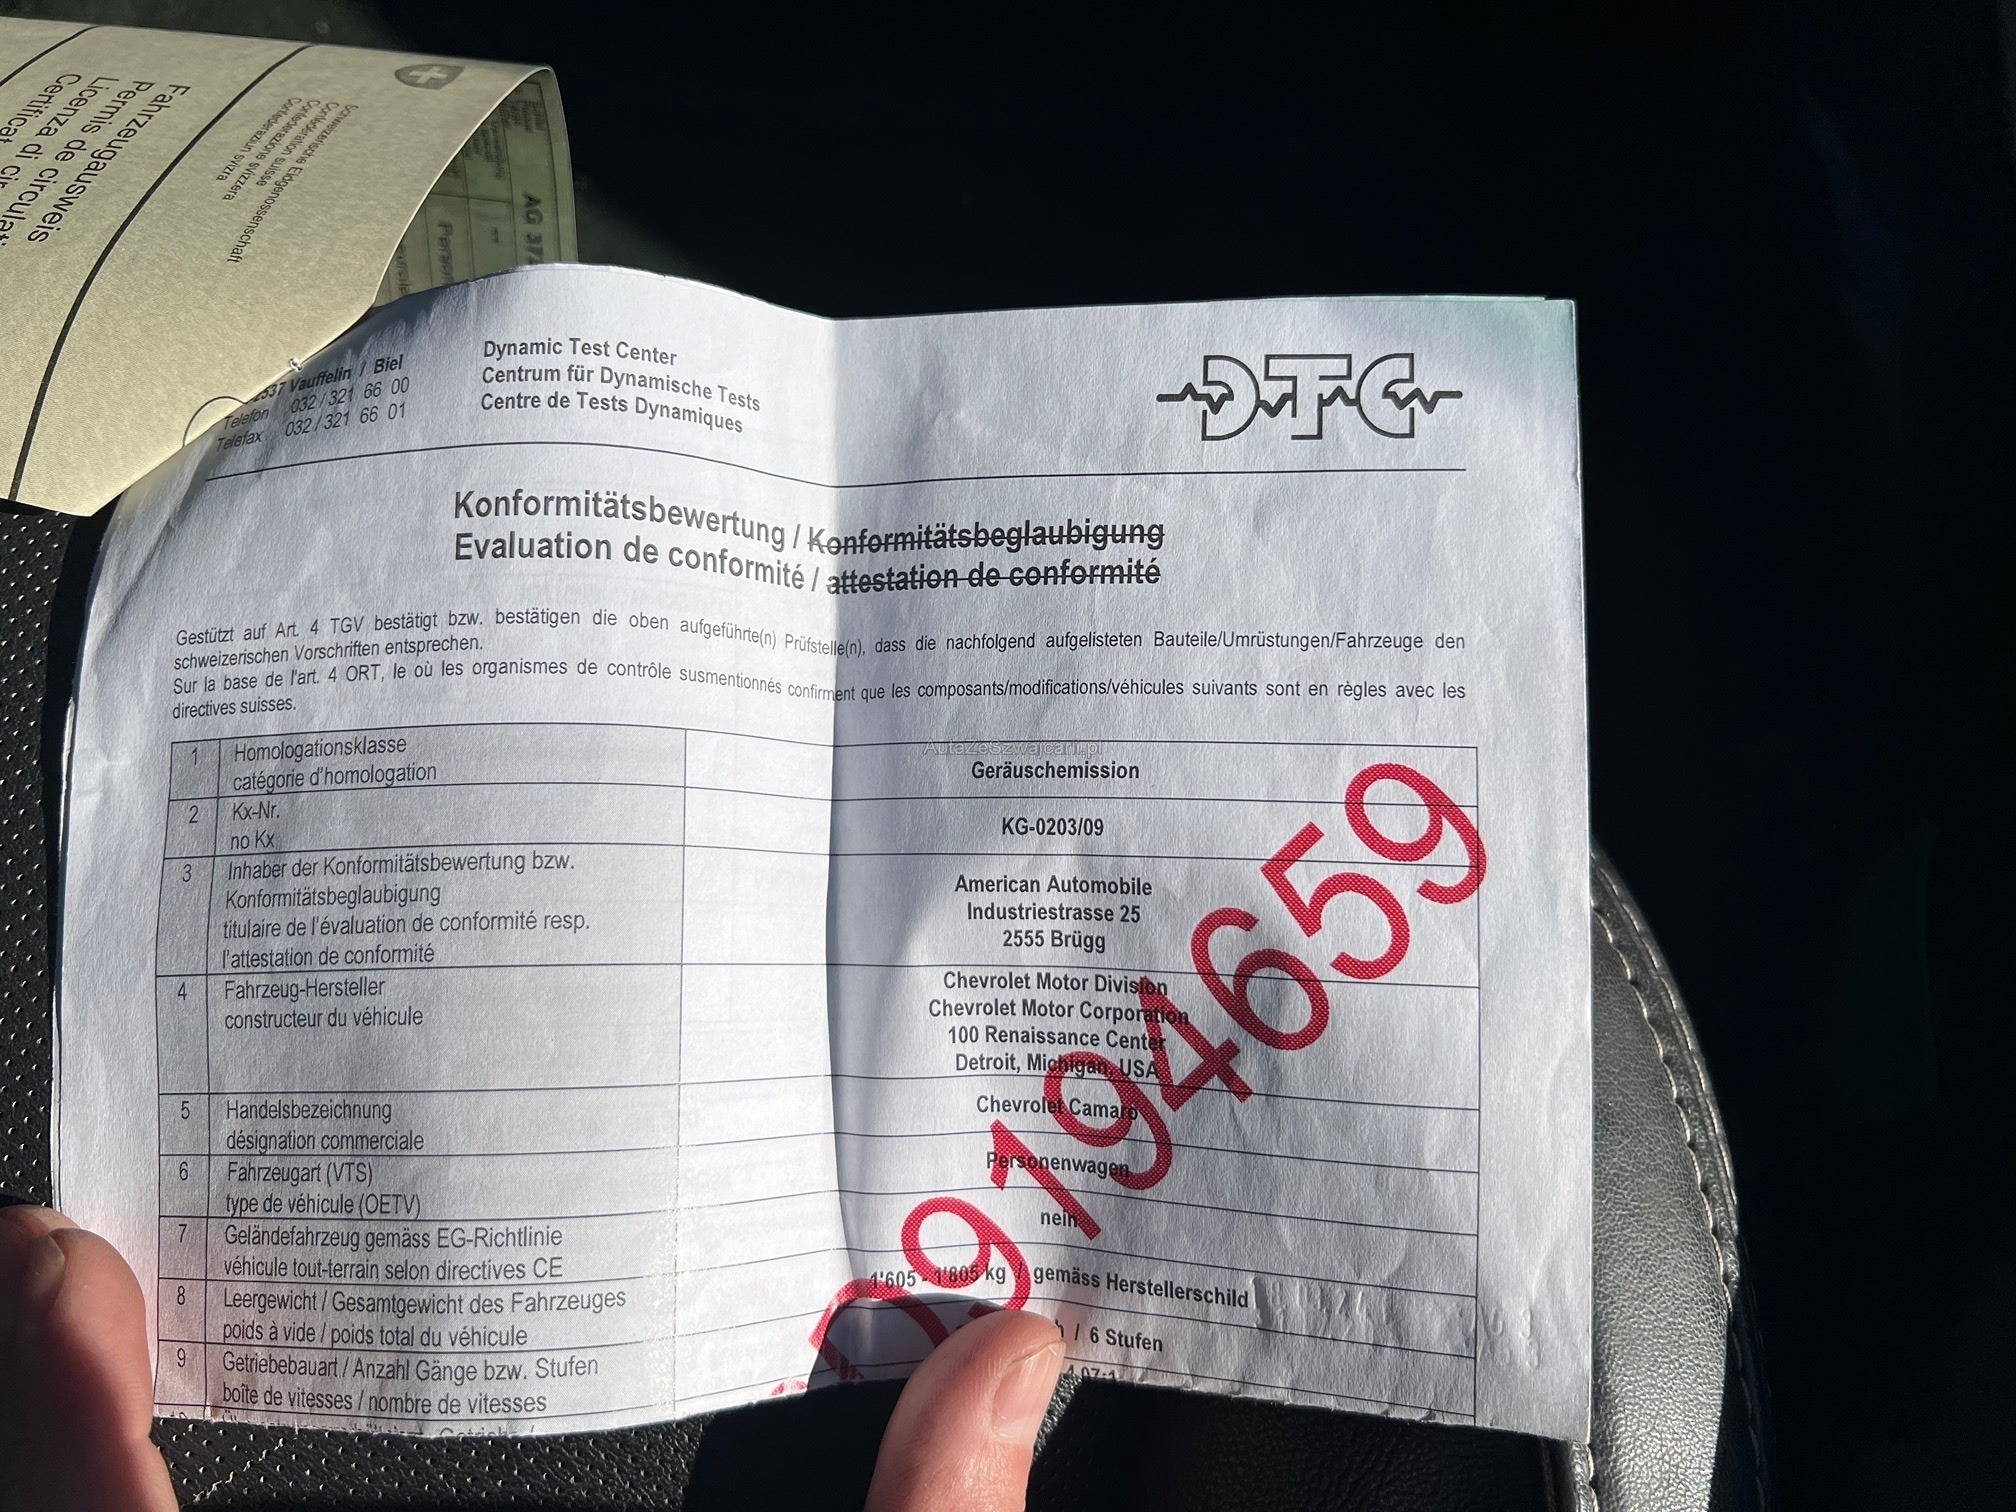 Fahrzeugausweis
Permis de circulati
Licenza di cir
Certificat
Schweizerische Eidgenossenschaft
Confédération suisse
Confederazione svizzera
Confederaziun svizra
AG 374
2537 Vauffelin / Biel
Telefon 032 / 321 66 00
Telefax 032 / 321 66 01
Dynamic Test Center
Centrum für Dynamische Tests
Centre de Tests Dynamiques
DTC
Konformitätsbewertung / Konformitätsbeglaubigung
Evaluation de conformité / attestation de conformité
Gestützt auf Art. 4 TGV bestätigt bzw. bestätigen die oben aufgeführte(n) Prüfstelle(n), dass die nachfolgend aufgelisteten Bauteile/Umrüstungen/Fahrzeuge den
schweizerischen Vorschriften entsprechen.
Sur la base de l'art. 4 ORT, le où les organismes de contrôle susmentionnés confirment que les composants/modifications/véhicules suivants sont en règles avec les
directives suisses.
AutaZeSzwajcarii.pl
1 Homologationsklasse
catégorie d'homologation
Geräuschemission
2 Kx-Nr.
no Kx
KG-0203/09
3 Inhaber der Konformitätsbewertung bzw.
Konformitätsbeglaubigung
titulaire de l'évaluation de conformité resp.
l'attestation de conformité
American Automobile
Industriestrasse 25
2555 Brügg
4 Fahrzeug-Hersteller
constructeur du véhicule
Chevrolet Motor Division
Chevrolet Motor Corporation
100 Renaissance Center
Detroit, Michigan, USA
5 Handelsbezeichnung
désignation commerciale
Chevrolet Camaro
6 Fahrzeugart (VTS)
type de véhicule (OETV)
Personenwagen
7 Geländefahrzeug gemäss EG-Richtlinie
véhicule tout-terrain selon directives CE
nein
8 Leergewicht / Gesamtgewicht des Fahrzeuges
poids à vide / poids total du véhicule
1'605 - 1'805 kg / gemäss Herstellerschild
9 Getriebebauart / Anzahl Gänge bzw. Stufen
boîte de vitesses / nombre de vitesses
h / 6 Stufen
9194659